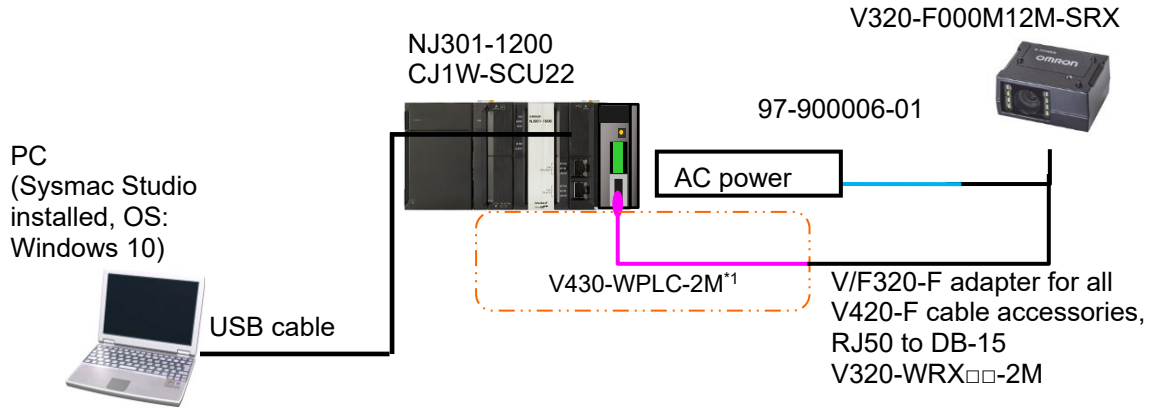 V320-F000M12M-SRX
NJ301-1200
CJ1W-SCU22
OMRON
97-900006-01
PC
(Sysmac Studio
installed, OS:
Windows 10)
AC power
V430-WPLC-2M*1
V/F320-F adapter for all
V420-F cable accessories,
RJ50 to DB-15
V320-WRX□□-2M
USB cable